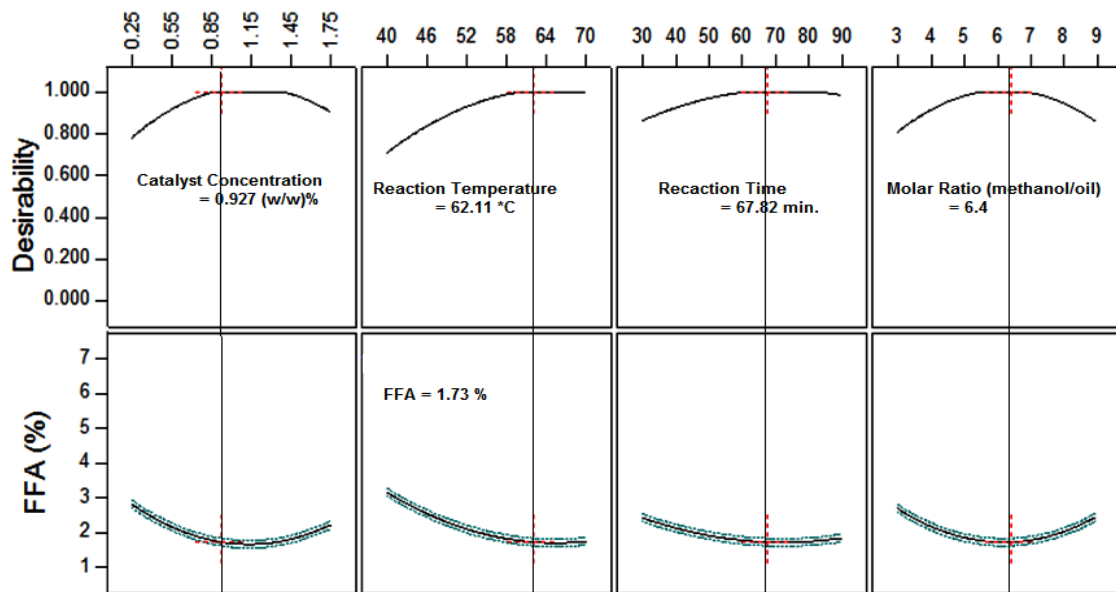 0.25 0.55 0.85 1.15 1.45 1.75
40 46 52 58 64 70
30 40 50 60 70 80 90
3 4 5 6 7 8 9
Desirability
1.000
0.800
0.600
0.400
0.200
0.000
Catalyst Concentration
= 0.927 (w/w)%
Reaction Temperature
= 62.11 *C
Recaction Time
= 67.82 min.
Molar Ratio (methanol/oil)
= 6.4
FFA (%)
7
6
5
4
3
2
1
FFA = 1.73 %